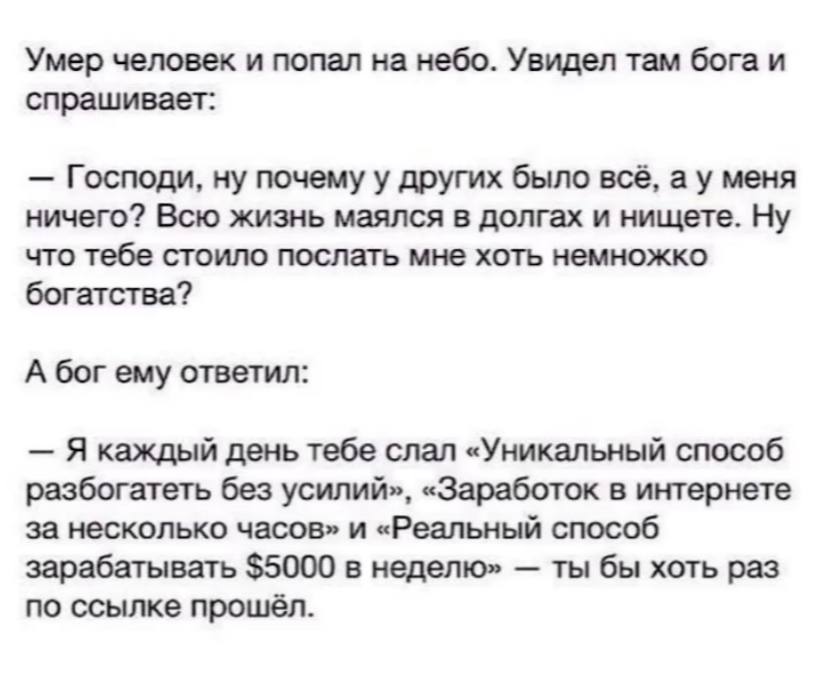 Умер человек и попал на небо. Увидел там бога и
спрашивает:
— Господи, ну почему у других было всё, а у меня
ничего? Всю жизнь маялся в долгах и нищете. Ну
что тебе стоило послать мне хоть немножко
богатства?
А бог ему ответил:
— Я каждый день тебе слал «Уникальный способ
разбогатеть без усилий», «Заработок в интернете
за несколько часов» и «Реальный способ
зарабатывать $5000 в неделю» — ты бы хоть раз
по ссылке прошёл.